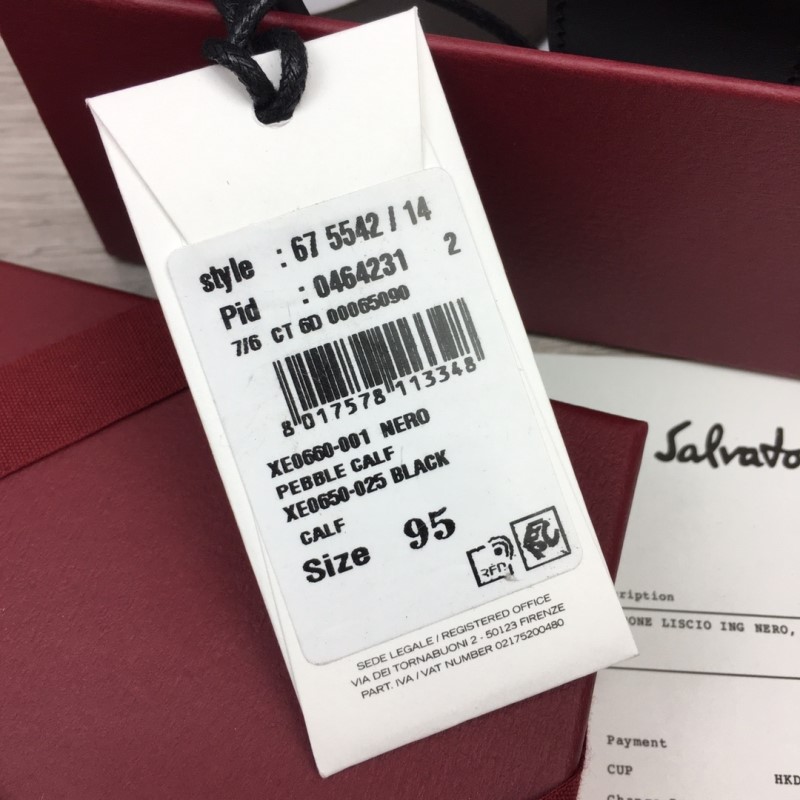 style : 67 5542 / 14
Pid : 0464231 2
7/6 CT 6D 00065090
8 017578 113348
XE0660-001 NERO
PEBBLE CALF
XE0650-025 BLACK
CALF
Size 95
RFID
SEDE LEGALE / REGISTERED OFFICE
VIA DEI TORNABUONI 2 - 50123 FIRENZE
PART. IVA / VAT NUMBER 02175200480
Salvato
ription
ONE LISCIO ING NERO,
Payment
CUP HKD